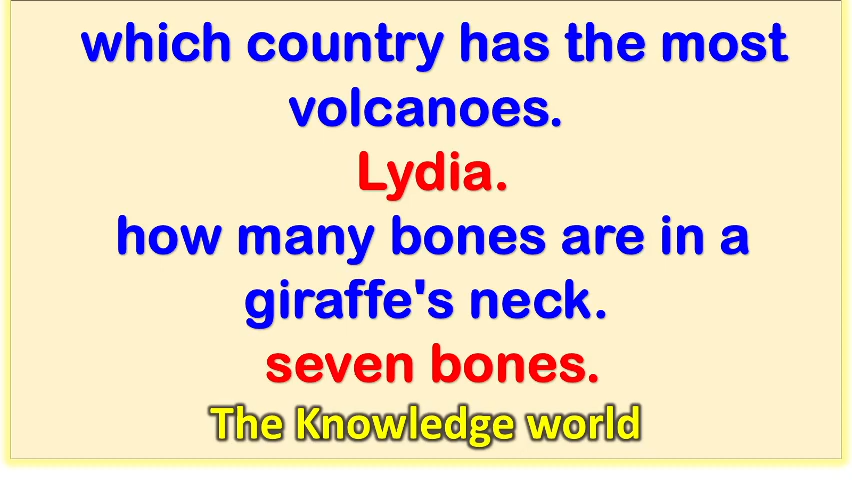 which country has the most
volcanoes.
Lydia.
how many bones are in a
giraffe's neck.
seven bones.
The Knowledge world